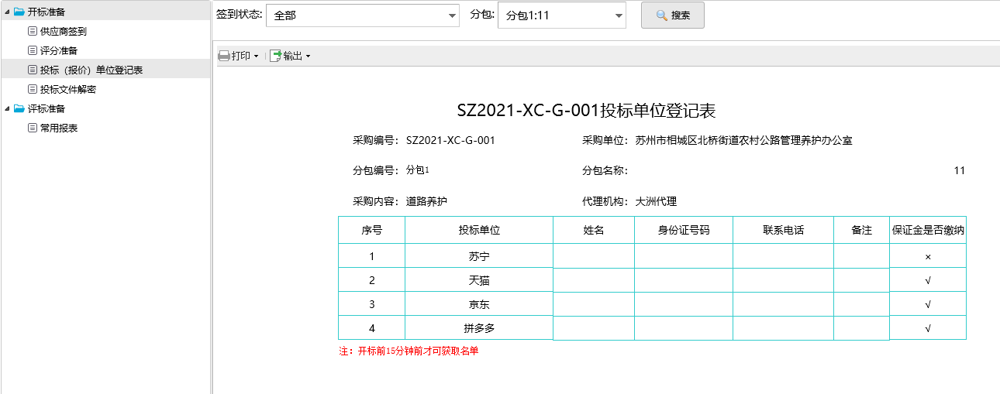 开标准备
供应商签到
评分准备
投标（报价）单位登记表
投标文件解密
评标准备
常用报表
签到状态: 全部 分包: 分包1:11 搜索
打印 输出
SZ2021-XC-G-001投标单位登记表
采购编号: SZ2021-XC-G-001 采购单位: 苏州市相城区北桥街道农村公路管理养护办公室
分包编号: 分包1 分包名称: 11
采购内容: 道路养护 代理机构: 大洲代理
序号 投标单位 姓名 身份证号码 联系电话 备注 保证金是否缴纳
1 苏宁 ×
2 天猫 √
3 京东 √
4 拼多多 √
注：开标前15分钟前才可获取名单